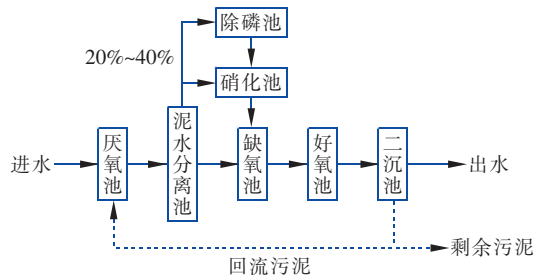 除磷池
20%~40%
硝化池
进水
厌氧池
泥水分离池
缺氧池
好氧池
二沉池
出水
剩余污泥
回流污泥